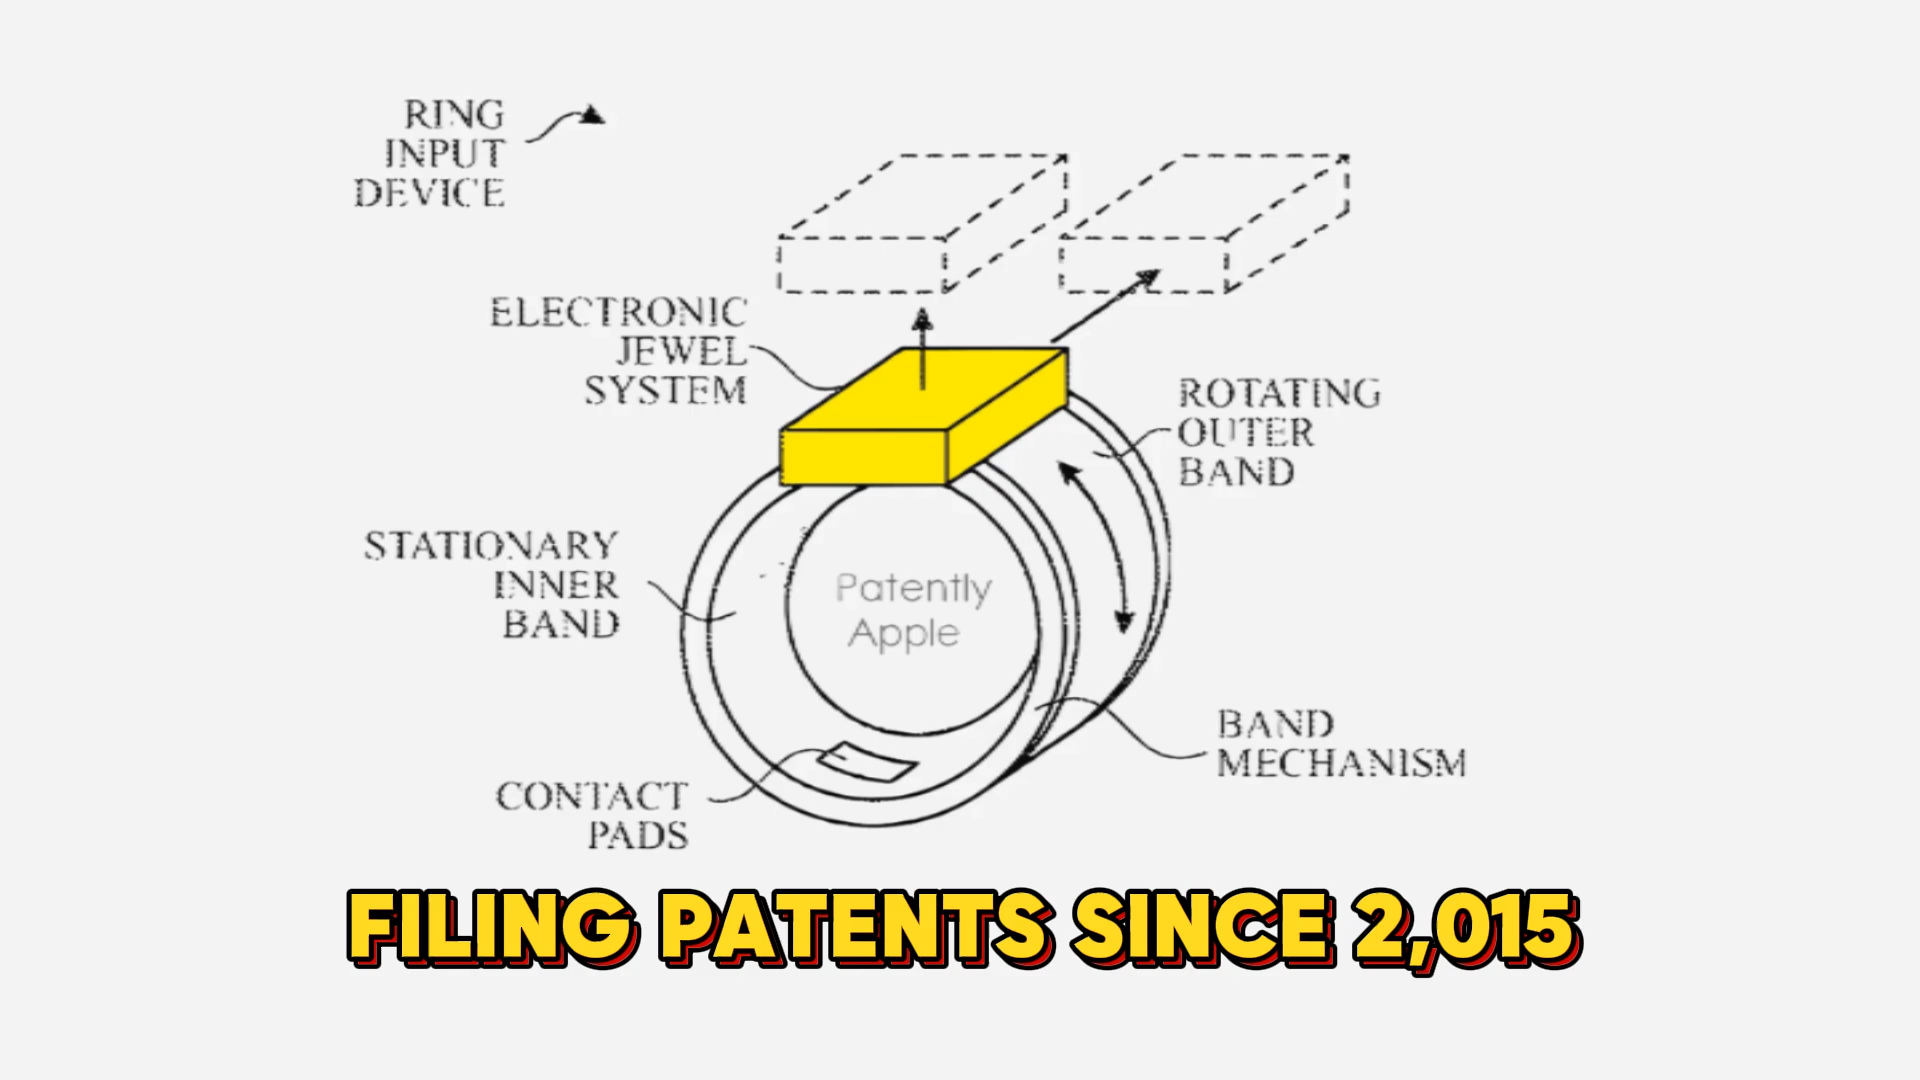 RING
INPUT
DEVICE
ELECTRONIC
JEWEL
SYSTEM
ROTATING
OUTER
BAND
STATIONARY
INNER
BAND
Patently
Apple
BAND
MECHANISM
CONTACT
PADS
FILING PATENTS SINCE 2,015